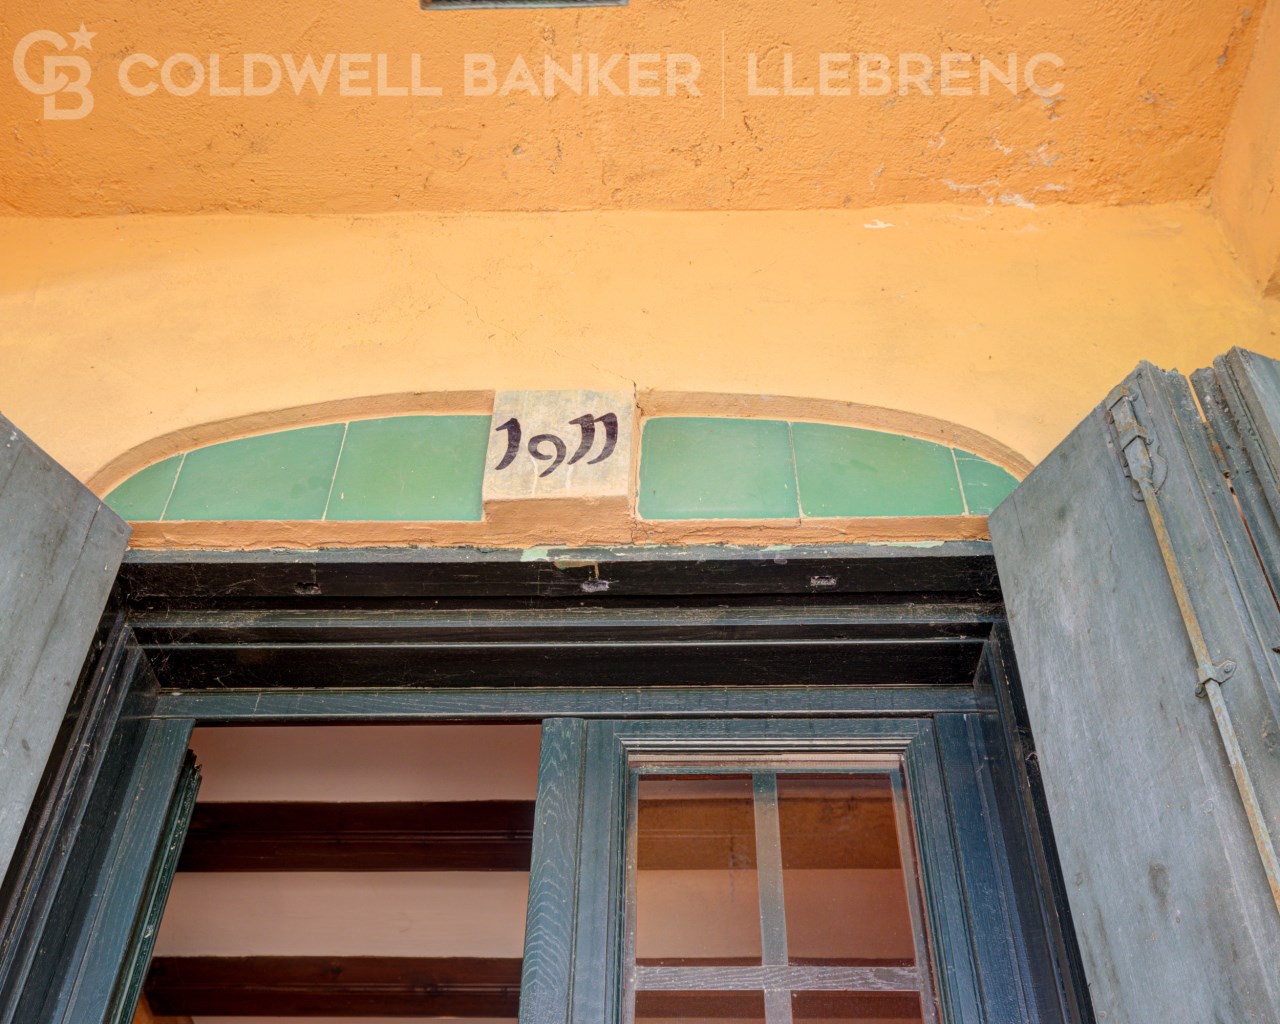 CB COLDWELL BANKER | LLEBRENC
1911